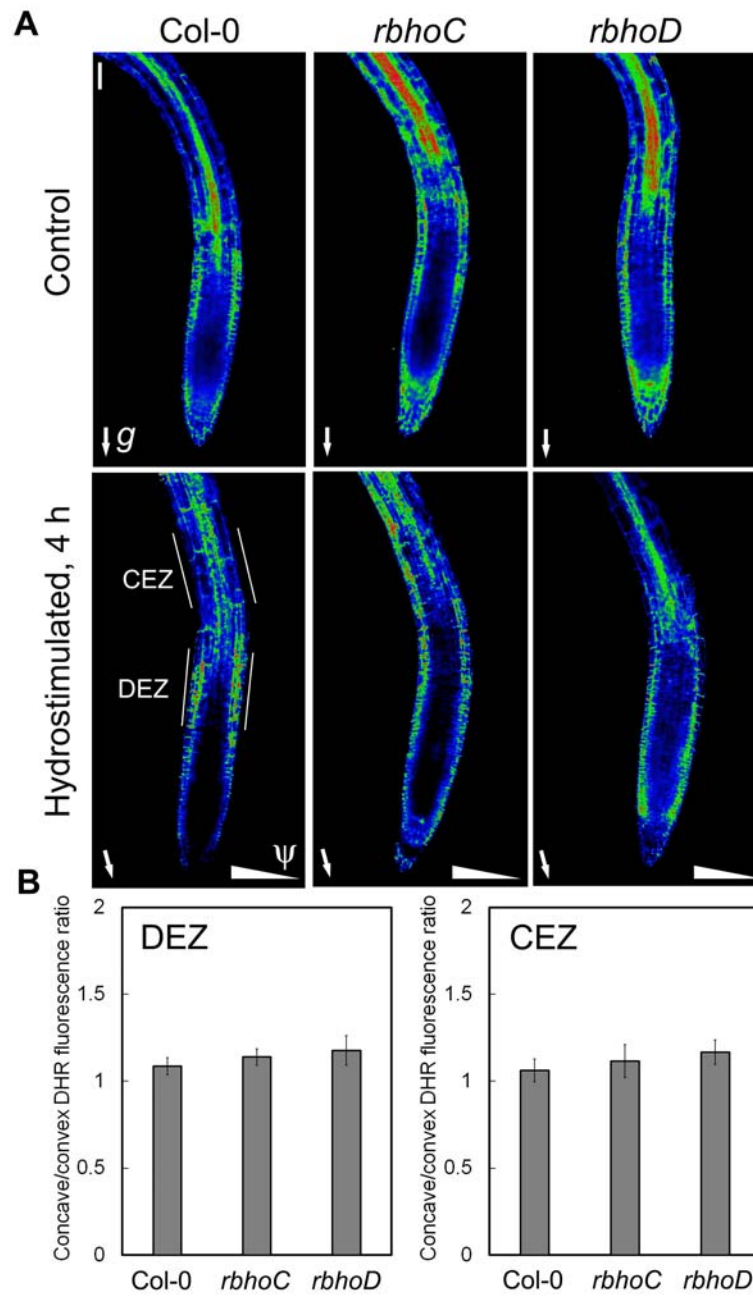 A
Col-0 rbhoC rbhoD
Control
g
Hydrostimulated, 4 h
CEZ
DEZ
Ψ
B
Concave/convex DHR fluorescence ratio
2
1.5
1
0.5
0
DEZ
Col-0 rbhoC rbhoD
Concave/convex DHR fluorescence ratio
2
1.5
1
0.5
0
CEZ
Col-0 rbhoC rbhoD